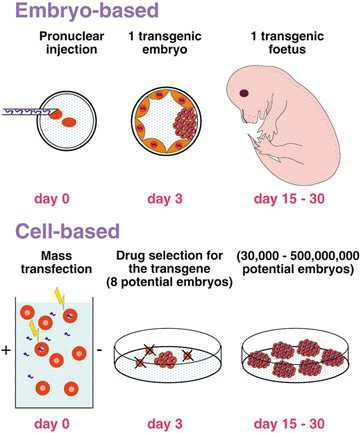 Embryo-based
Pronuclear
injection
1 transgenic
embryo
1 transgenic
foetus
day 0
day 3
day 15 - 30
Cell-based
Mass
transfection
Drug selection for
the transgene
(8 potential embryos)
(30,000 - 500,000,000
potential embryos)
+
-
day 0
day 3
day 15 - 30